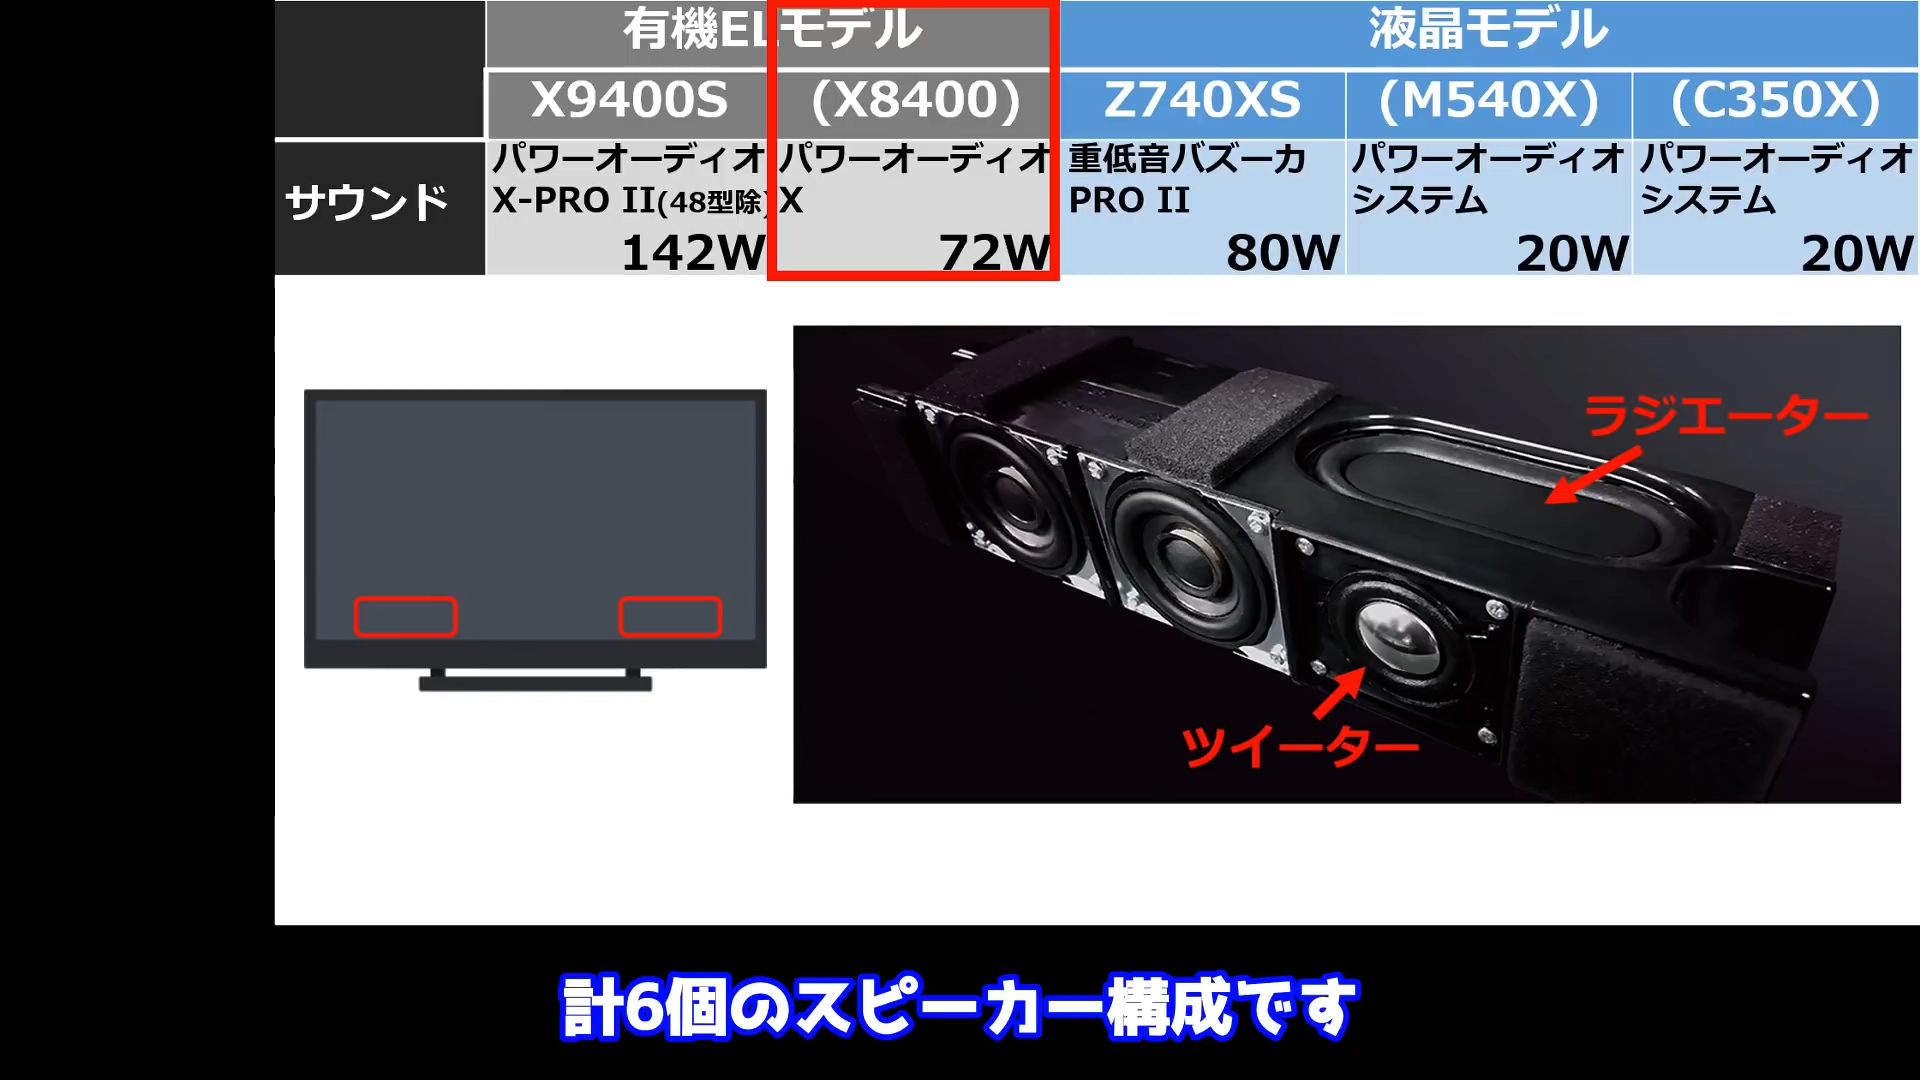 有機ELモデル
液晶モデル
X9400S
(X8400)
Z740XS
(M540X)
(C350X)
サウンド
パワーオーディオ
X-PRO II(48型除)
142W
パワーオーディオ
X
72W
重低音バズーカ
PRO II
80W
パワーオーディオ
システム
20W
パワーオーディオ
システム
20W
ラジエーター
ツイーター
計6個のスピーカー構成です